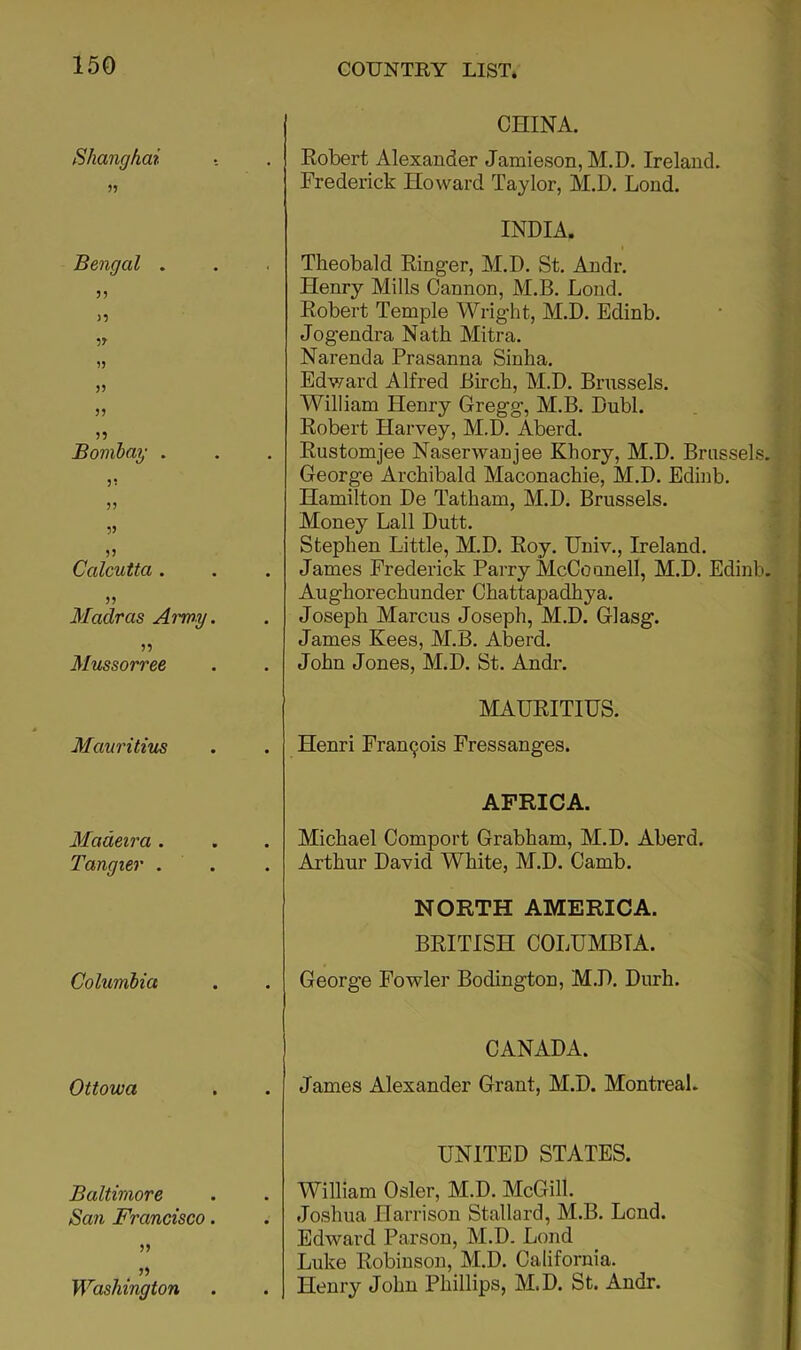 150 COUNTRY LIST.
CHINA.
Shanghai . . Robert Alexander Jamieson, M.D. Ireland.
„ Frederick Howard Taylor, M.D. Lond.
INDIA.
Bengal . . . Theobald Ringer, M.D. St. Andr.
„ Henry Mills Cannon, M.B. Lond.
„ Robert Temple Wright, M.D. Edinb.
„ Jogendra Nath Mitra.
„ Narenda Prasanna Sinha.
„ Edward Alfred Birch, M.D. Brussels.
„ William Henry Gregg, M.B. Dubl.
„ Robert Harvey, M.D. Aberd.
Bombay . . . Rustomjee Naserwanjee Khory, M.D. Brussels.
„ George Archibald Maconachie, M.D. Edinb.
„ Hamilton De Tatham, M.D. Brussels.
„ Money Lall Dutt.
„ Stephen Little, M.D. Roy. Univ., Ireland.
Calcutta . . . James Frederick Parry McConnell, M.D. Edinb.
„ Aughorechunder Chattapadhya.
Madras Army . . Joseph Marcus Joseph, M.D. Glasg.
„ James Kees, M.B. Aberd.
Mussorree . . John Jones, M.D. St. Andr.
MAURITIUS.
Mauritius . . Henri François Fressanges.
AFRICA.
Madeira . . . Michael Comport Grabham, M.D. Aberd.
Tangier . . . Arthur David White, M.D. Camb.
NORTH AMERICA.
BRITISH COLUMBIA.
Columbia . . George Fowler Bodington, M.D. Durh.
CANADA.
Ottowa . . James Alexander Grant, M.D. Montreal.
UNITED STATES.
Baltimore . . William Osler, M.D. McGill.
San Francisco . . Joshua Harrison Stallard, M.B. Lond.
„ Edward Parson, M.D. Lond
„ Luke Robinson, M.D. California.
Washington . . Henry John Phillips, M.D. St. Andr.